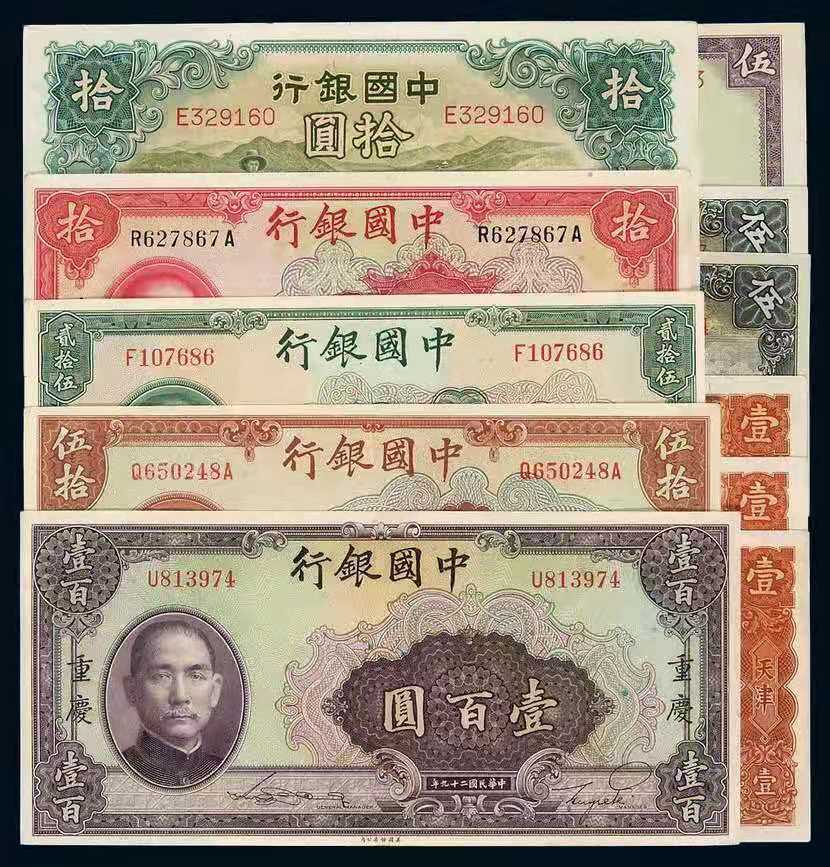 拾
中國銀行
拾
E329160
E329160
拾圓
拾
中國銀行
拾
R627867A
R627867A
貳拾伍
中國銀行
貳拾伍
F107686
F107686
伍拾
中國銀行
伍拾
Q650248A
Q650248A
壹百
中國銀行
壹百
U813974
U813974
重慶
重慶
壹百圓
壹百
中華民國二十九年
壹百
GENERAL MANAGER
MANAGER
伍
伍
伍
壹
壹
壹
天津
壹